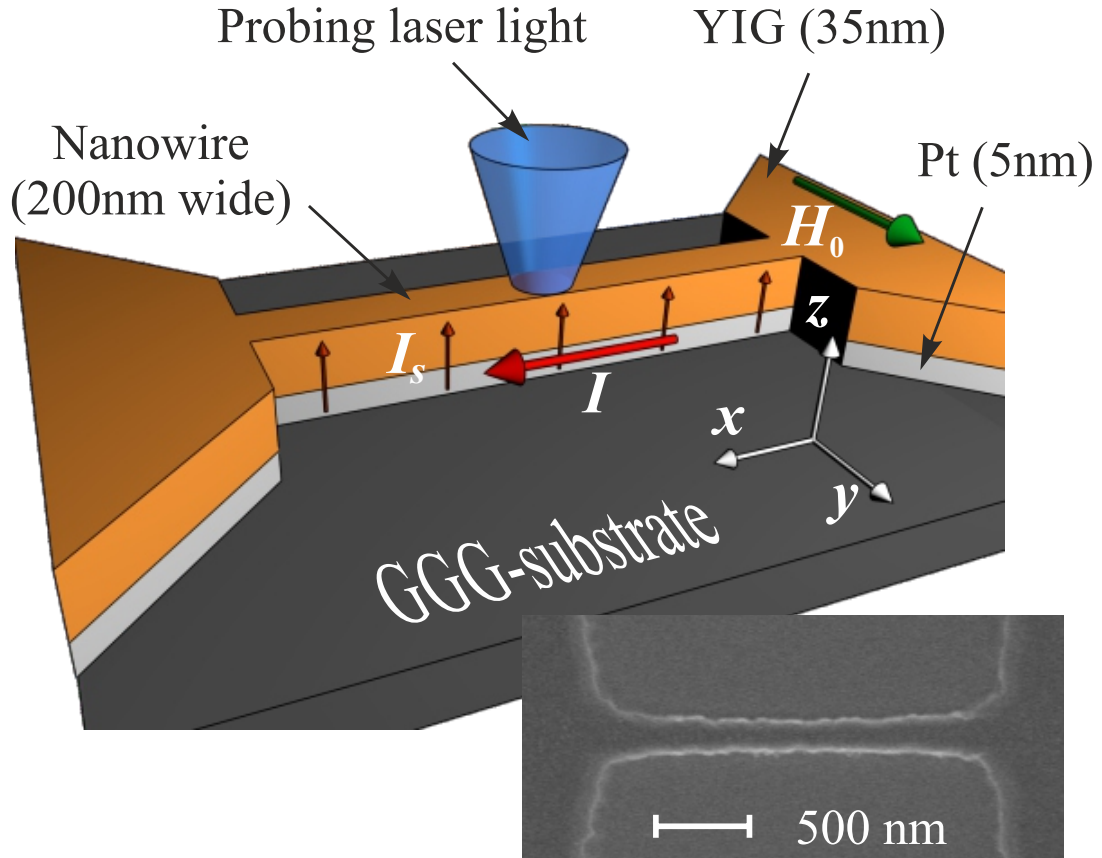 Probing laser light
YIG (35nm)
Nanowire
(200nm wide)
Pt (5nm)
H₀
z
Iₛ
I
x
y
GGG-substrate
500 nm